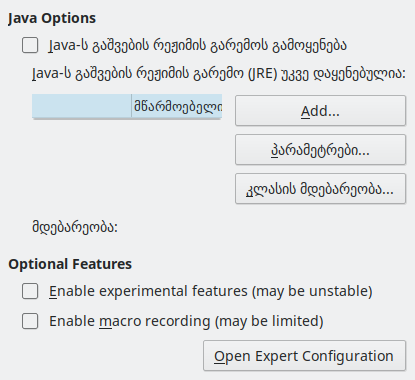 Java Options
Java-ს გაშვების რეჟიმის გარემოს გამოყენება
Java-ს გაშვების რეჟიმის გარემო (JRE) უკვე დაყენებულია:
მწარმოებელი
Add...
პარამეტრები...
კლასის მდებარეობა...
მდებარეობა:
Optional Features
Enable experimental features (may be unstable)
Enable macro recording (may be limited)
Open Expert Configuration